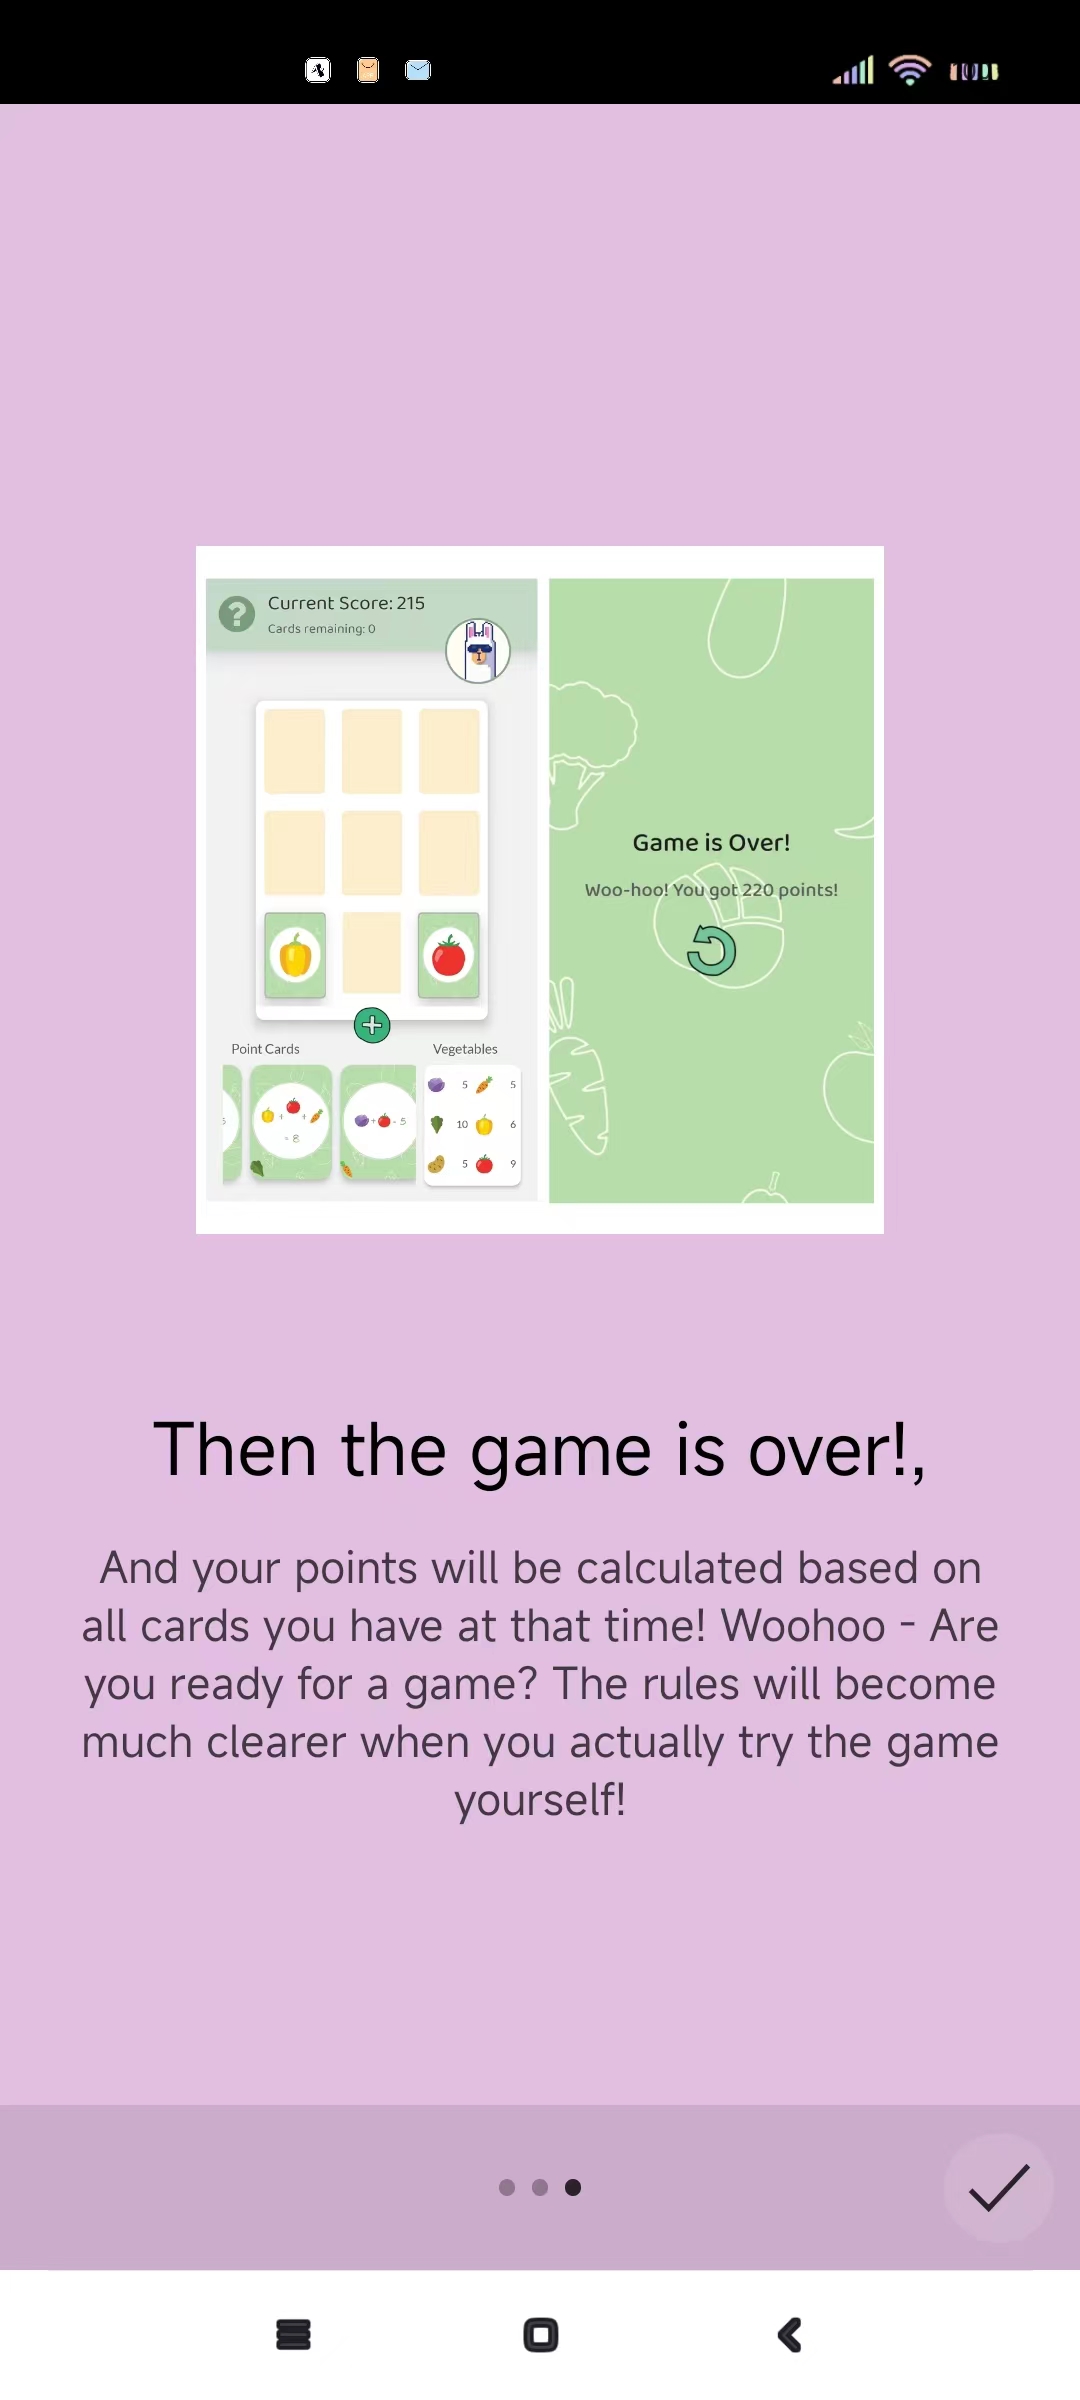 Current Score: 215
Cards remaining: 0
Game is Over!
Woo-hoo! You got 220 points!
Point Cards
Vegetables
= 8
+ - 5
5 5
10 6
5 9
Then the game is over!,
And your points will be calculated based on
all cards you have at that time! Woohoo - Are
you ready for a game? The rules will become
much clearer when you actually try the game
yourself!